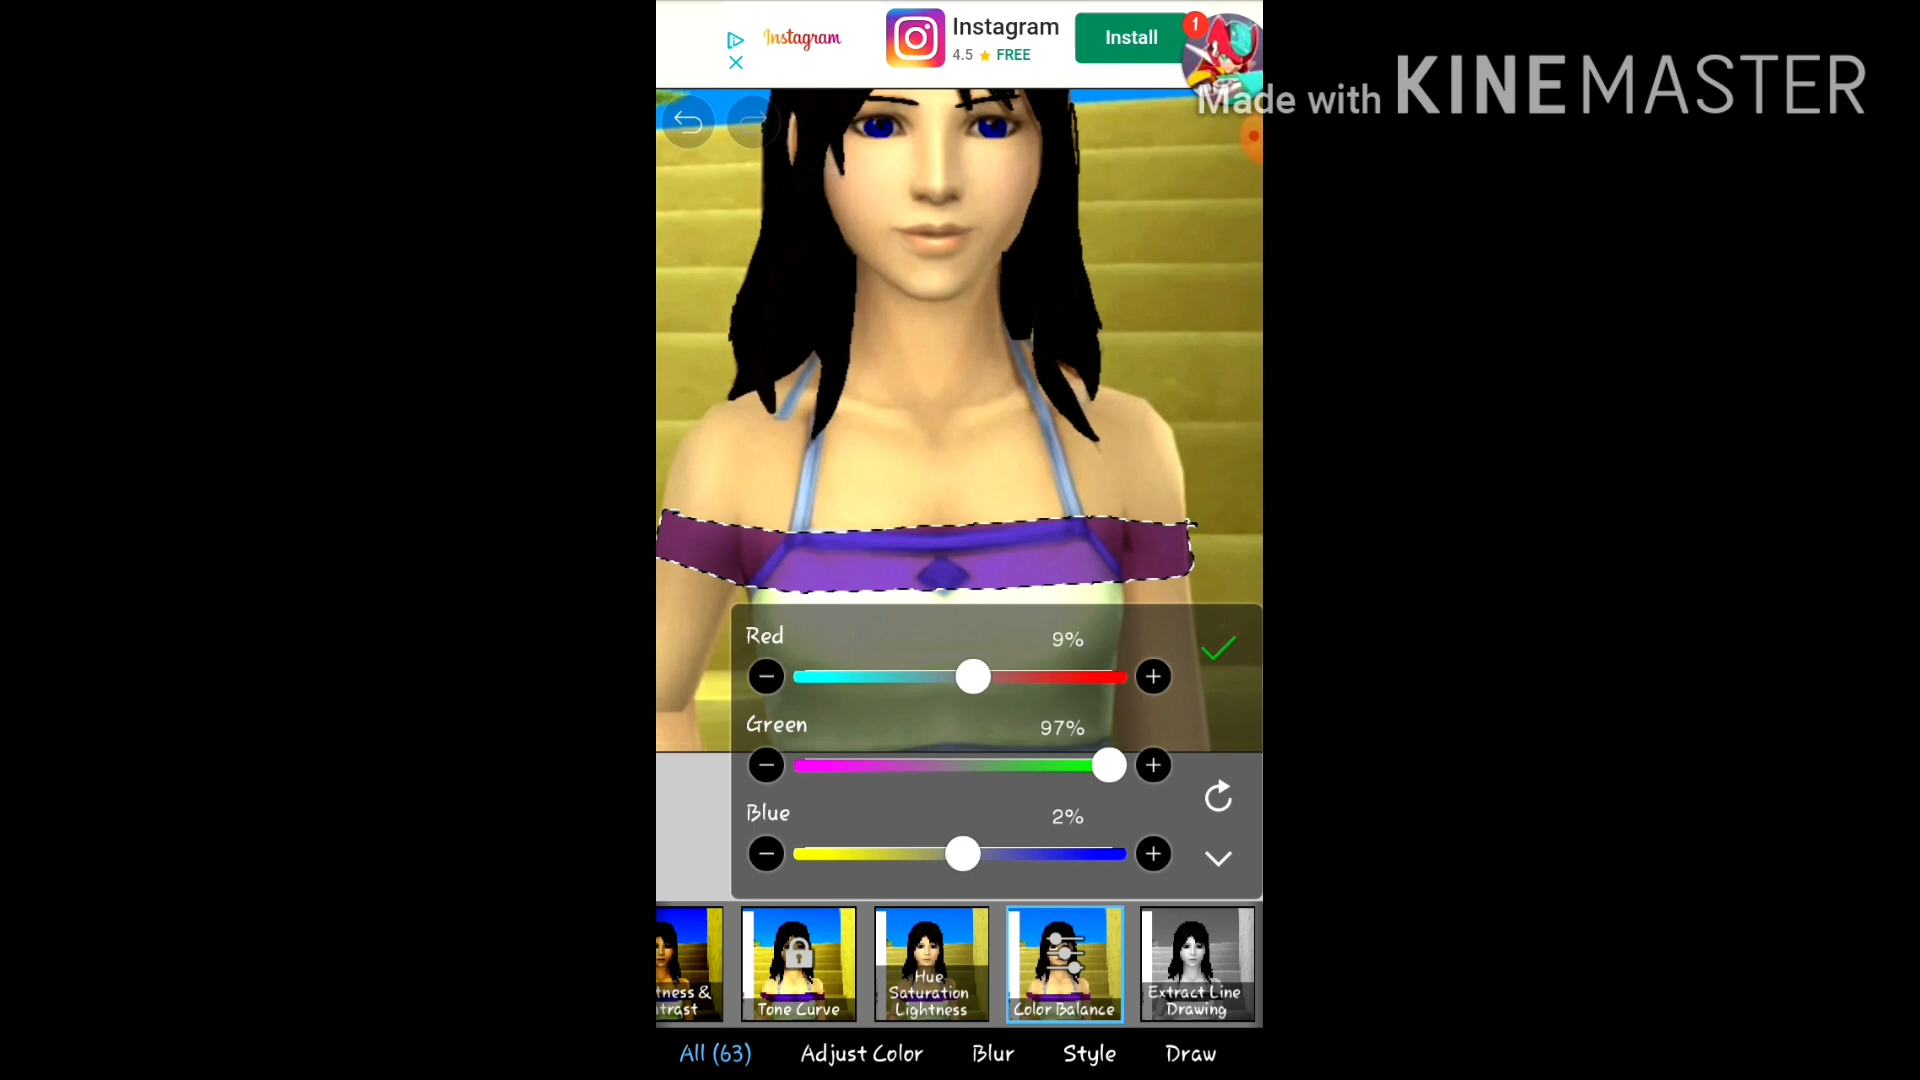 Instagram
Instagram
4.5 ★ FREE
Install
1
Made with KINEMASTER
Red
9%
Green
97%
Blue
2%
tness &
trast
Tone Curve
Hue
Saturation
Lightness
Color Balance
Extract Line
Drawing
All (63)
Adjust Color
Blur
Style
Draw